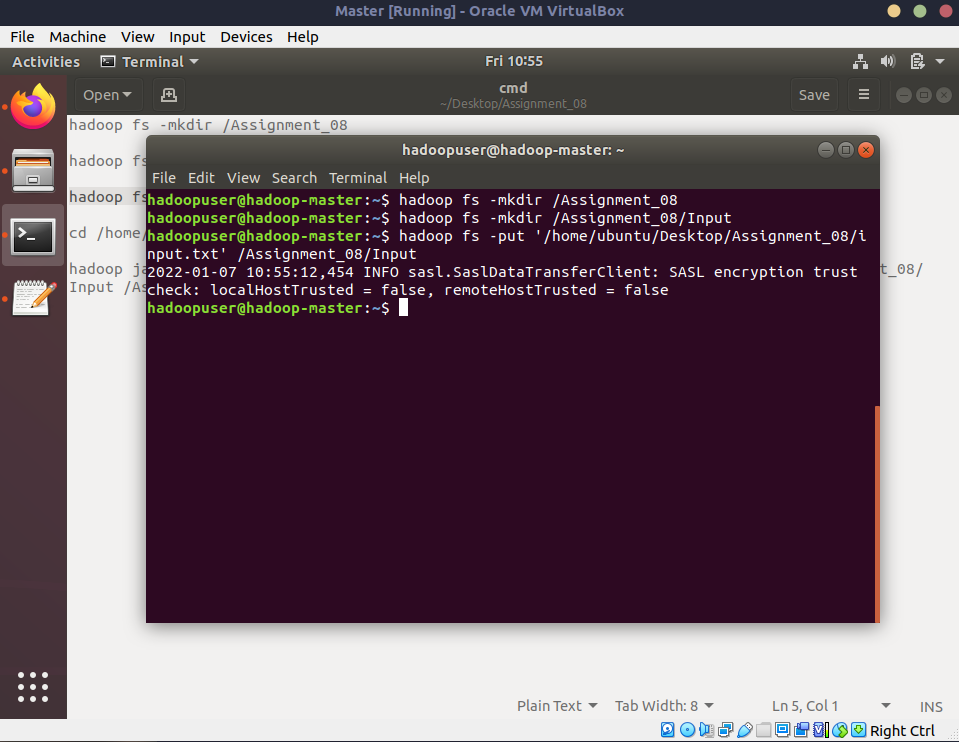 Master [Running] - Oracle VM VirtualBox
File Machine View Input Devices Help
Activities Terminal Fri 10:55
Open cmd Save
~/Desktop/Assignment_08
hadoop fs -mkdir /Assignment_08
hadoop fs
hadoop fs
cd /home/
hadoop ja t_08/
Input /As
hadoopuser@hadoop-master: ~
File Edit View Search Terminal Help
hadoopuser@hadoop-master:~$ hadoop fs -mkdir /Assignment_08
hadoopuser@hadoop-master:~$ hadoop fs -mkdir /Assignment_08/Input
hadoopuser@hadoop-master:~$ hadoop fs -put '/home/ubuntu/Desktop/Assignment_08/i
nput.txt' /Assignment_08/Input
2022-01-07 10:55:12,454 INFO sasl.SaslDataTransferClient: SASL encryption trust
check: localHostTrusted = false, remoteHostTrusted = false
hadoopuser@hadoop-master:~$
Plain Text Tab Width: 8 Ln 5, Col 1 INS
Right Ctrl